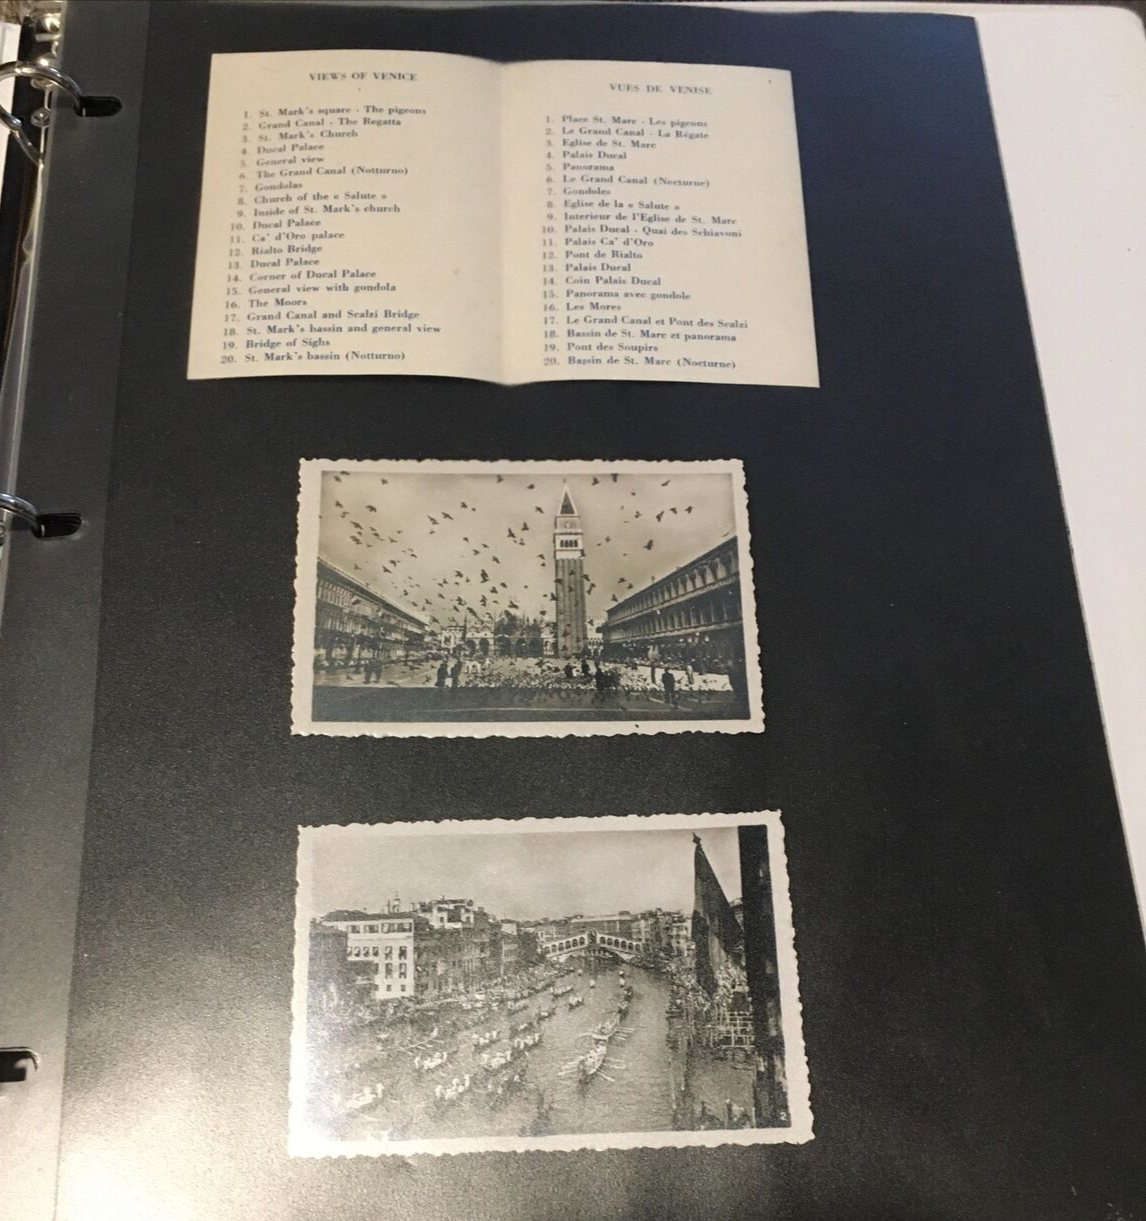 VIEWS OF VENICE
1. St. Mark's square - The pigeons
2. Grand Canal - The Regatta
3. St. Mark's Church
4. Ducal Palace
5. General view
6. The Grand Canal (Notturno)
7. Gondolas
8. Church of the « Salute »
9. Inside of St. Mark's church
10. Ducal Palace
11. Ca' d'Oro palace
12. Rialto Bridge
13. Ducal Palace
14. Corner of Ducal Palace
15. General view with gondola
16. The Moors
17. Grand Canal and Scalzi Bridge
18. St. Mark's bassin and general view
19. Bridge of Sighs
20. St. Mark's bassin (Notturno)
VUES DE VENISE
1. Place St. Marc - Les pigeons
2. Le Grand Canal - La Régate
3. Eglise de St. Marc
4. Palais Ducal
5. Panorama
6. Le Grand Canal (Nocturne)
7. Gondoles
8. Eglise de la « Salute »
9. Interieur de l'Eglise de St. Marc
10. Palais Ducal - Quai des Schiavoni
11. Palais Ca' d'Oro
12. Pont de Rialto
13. Palais Ducal
14. Coin Palais Ducal
15. Panorama avec gondole
16. Les Mores
17. Le Grand Canal et Pont des Scalzi
18. Bassin de St. Marc et panorama
19. Pont des Soupirs
20. Bassin de St. Marc (Nocturne)
2